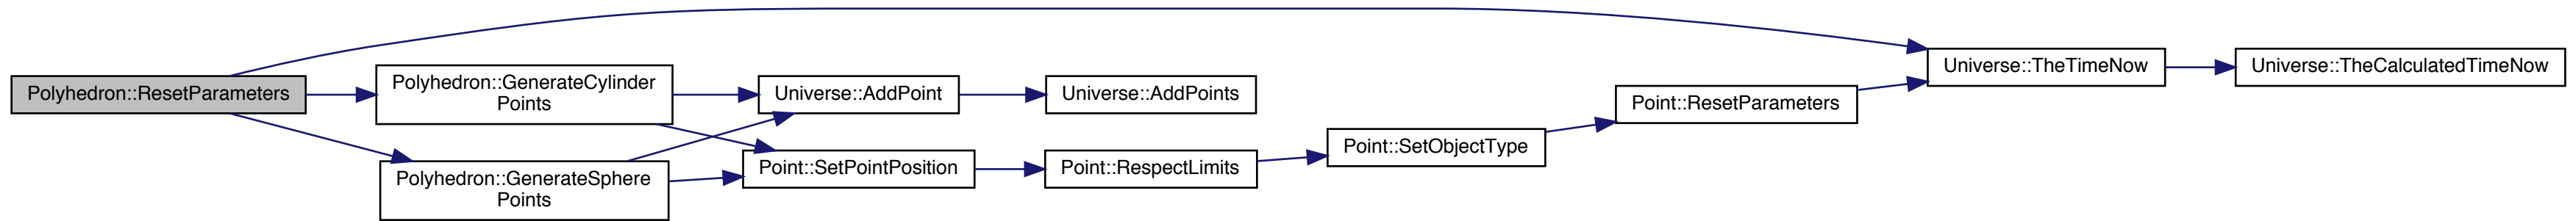 Polyhedron::ResetParameters
Polyhedron::GenerateCylinder
Points
Polyhedron::GenerateSphere
Points
Universe::AddPoint
Point::SetPointPosition
Universe::AddPoints
Point::RespectLimits
Point::SetObjectType
Point::ResetParameters
Universe::TheTimeNow
Universe::TheCalculatedTimeNow